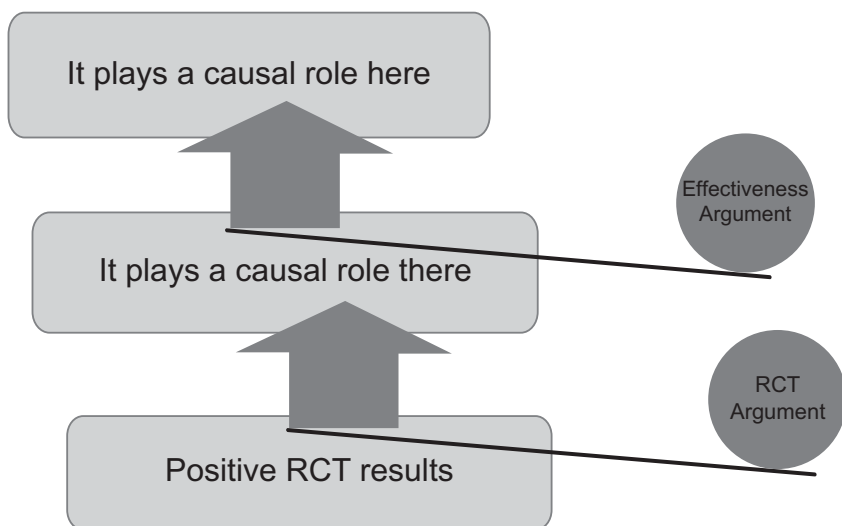 It plays a causal role here
Effectiveness
Argument
It plays a causal role there
RCT
Argument
Positive RCT results